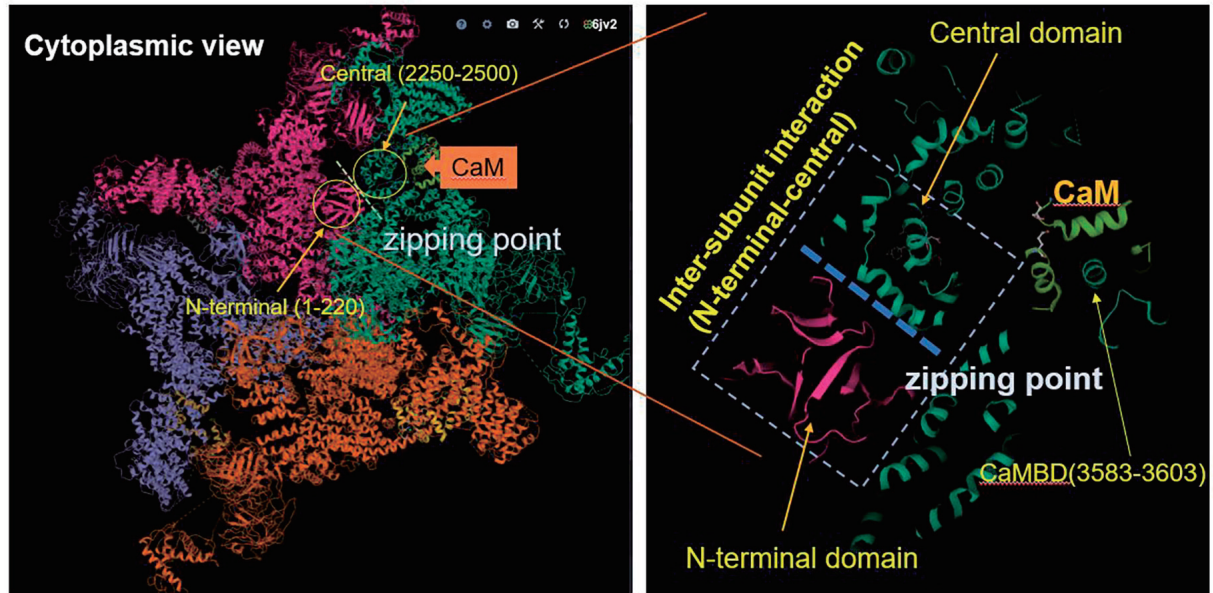 Cytoplasmic view
6jv2
Central (2250-2500)
CaM
zipping point
N-terminal (1-220)
Central domain
Inter-subunit interaction
(N-terminal-central)
CaM
zipping point
CaMBD(3583-3603)
N-terminal domain